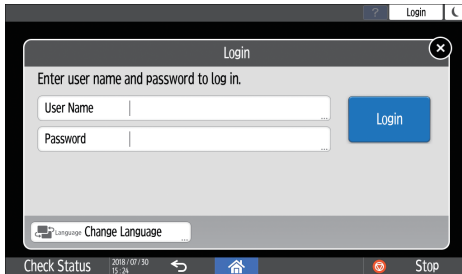 ? Login
Login
Enter user name and password to log in.
User Name ...
Login
Password ...
Language Change Language ...
Check Status 2018/07/30 Stop
15:24